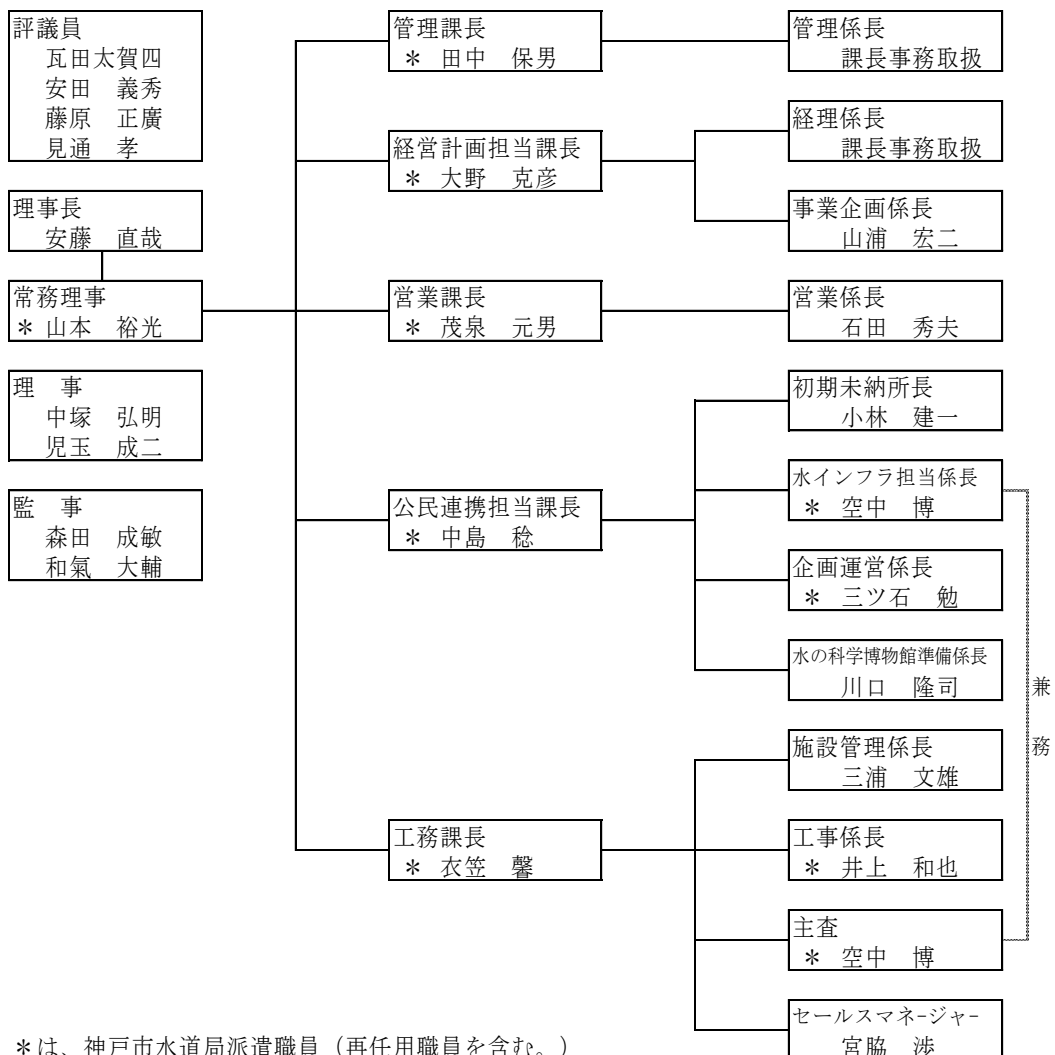 評議員
瓦田太賀四
安田　義秀
藤原　正廣
見通　孝
理事長
安藤　直哉
常務理事
＊ 山本　裕光
理　事
中塚　弘明
児玉　成二
監　事
森田　成敏
和氣　大輔
管理課長
＊ 田中　保男
経営計画担当課長
＊ 大野　克彦
営業課長
＊ 茂泉　元男
公民連携担当課長
＊ 中島　稔
工務課長
＊ 衣笠　馨
管理係長
課長事務取扱
経理係長
課長事務取扱
事業企画係長
山浦　宏二
営業係長
石田　秀夫
初期未納所長
小林　建一
水インフラ担当係長
＊ 空中　博
企画運営係長
＊ 三ツ石　勉
水の科学博物館準備係長
川口　隆司
施設管理係長
三浦　文雄
工事係長
＊ 井上　和也
主査
＊ 空中　博
セールスマネ-ジャ-
宮脇　渉
兼
務
＊は、神戸市水道局派遣職員（再任用職員を含む。）